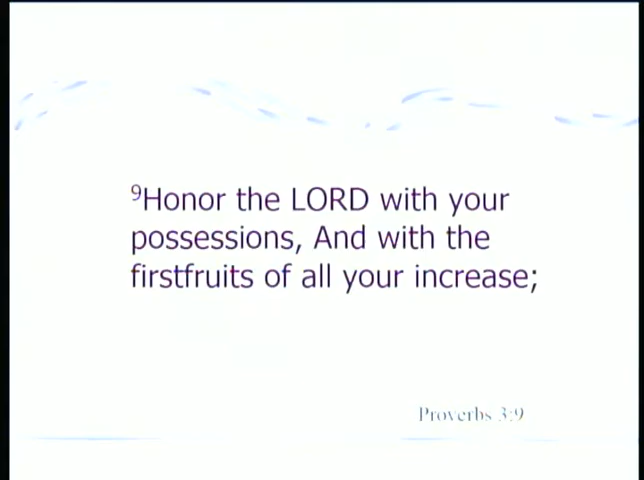 ⁹Honor the LORD with your
possessions, And with the
firstfruits of all your increase;
Proverbs 3:9